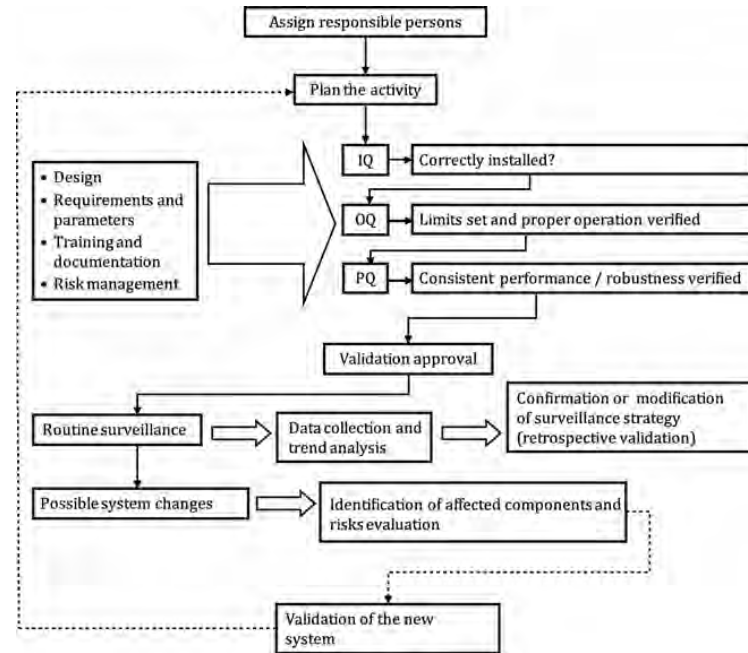 Assign responsible persons
Plan the activity
IQ
Correctly installed?
• Design
• Requirements and
parameters
• Training and
documentation
• Risk management
OQ
Limits set and proper operation verified
PQ
Consistent performance / robustness verified
Validation approval
Routine surveillance
Data collection and
trend analysis
Confirmation or modification
of surveillance strategy
(retrospective validation)
Possible system changes
Identification of affected components and
risks evaluation
Validation of the new
system